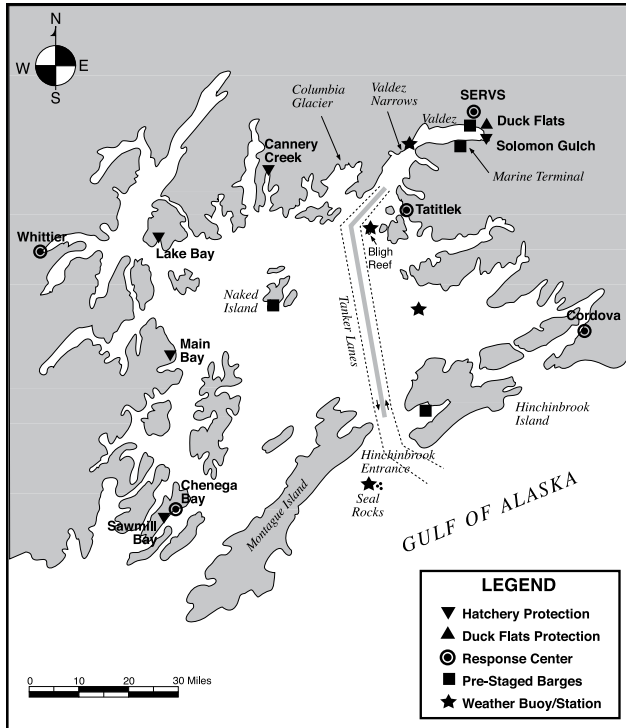 N
W E
S
Columbia
Glacier
Valdez
Narrows
SERVS
Valdez
Duck Flats
Solomon Gulch
Marine Terminal
Cannery
Creek
Tatitlek
Whittier
Lake Bay
Bligh
Reef
Naked
Island
Tanker Lanes
Cordova
Main
Bay
Hinchinbrook
Island
Hinchinbrook
Entrance
Seal
Rocks
Chenega
Bay
Sawmill
Bay
Montague Island
GULF OF ALASKA
LEGEND
Hatchery Protection
Duck Flats Protection
Response Center
Pre-Staged Barges
Weather Buoy/Station
0 10 20 30 Miles